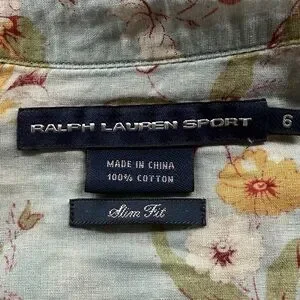 RALPH LAUREN SPORT 6
MADE IN CHINA
100% COTTON
Slim Fit